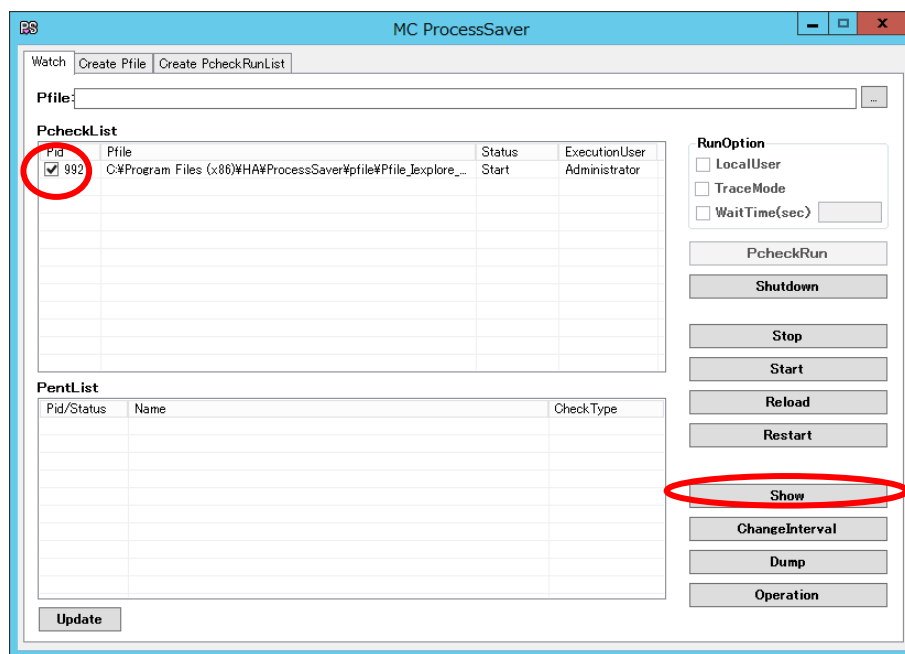 PS MC ProcessSaver
Watch Create Pfile Create PcheckRunList
Pfile: ...
PcheckList
Pid Pfile Status ExecutionUser
992 C:¥Program Files (x86)¥HA¥ProcessSaver¥pfile¥Pfile_Iexplore_... Start Administrator
RunOption
LocalUser
TraceMode
WaitTime(sec)
PcheckRun
Shutdown
Stop
Start
Reload
Restart
PentList
Pid/Status Name CheckType
Show
ChangeInterval
Dump
Operation
Update